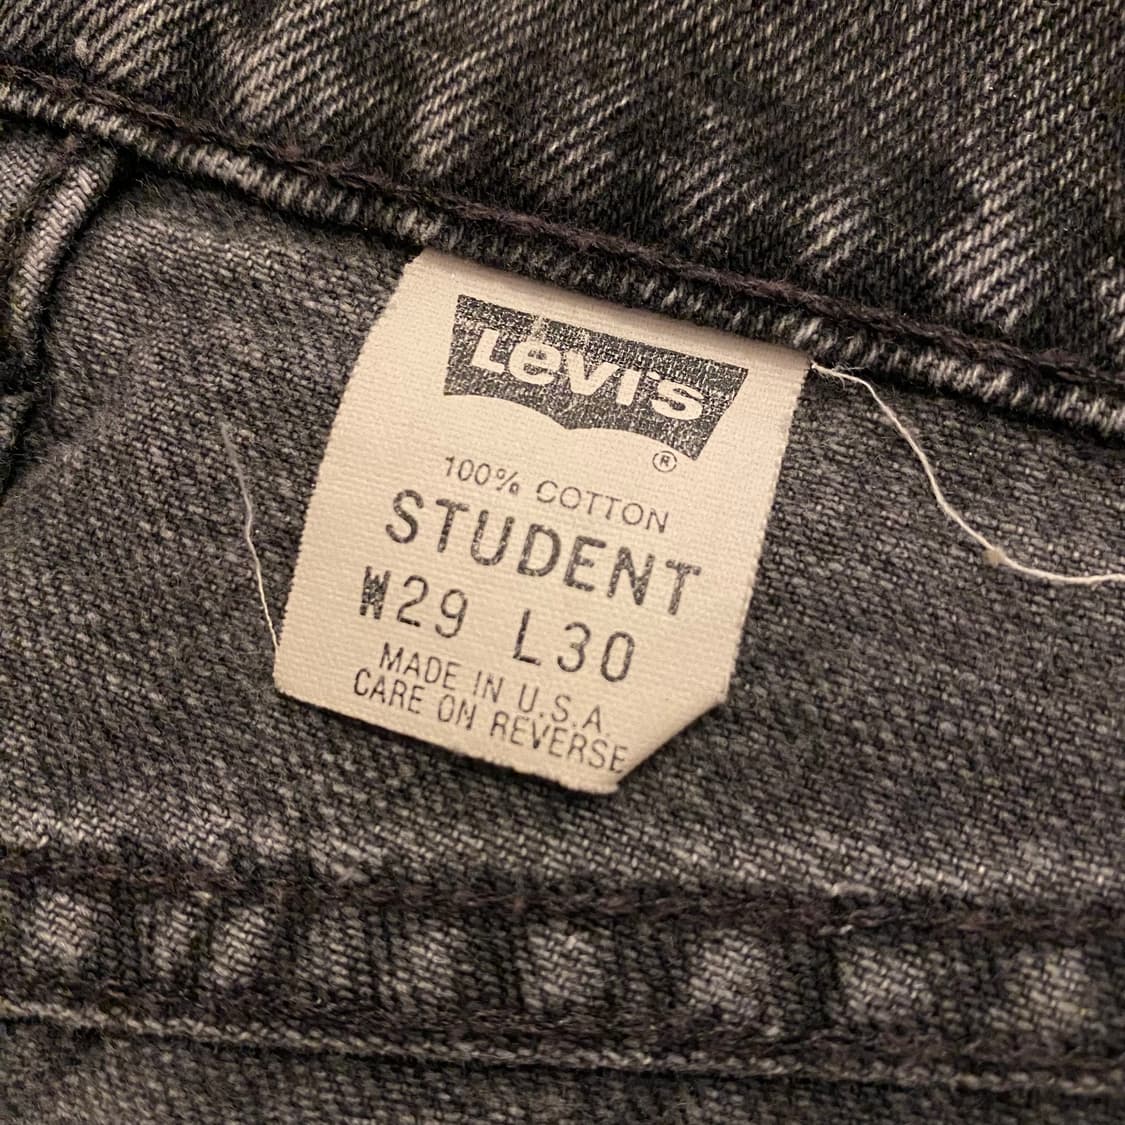 Levi's
®
100% COTTON
STUDENT
W29 L30
MADE IN U.S.A.
CARE ON REVERSE